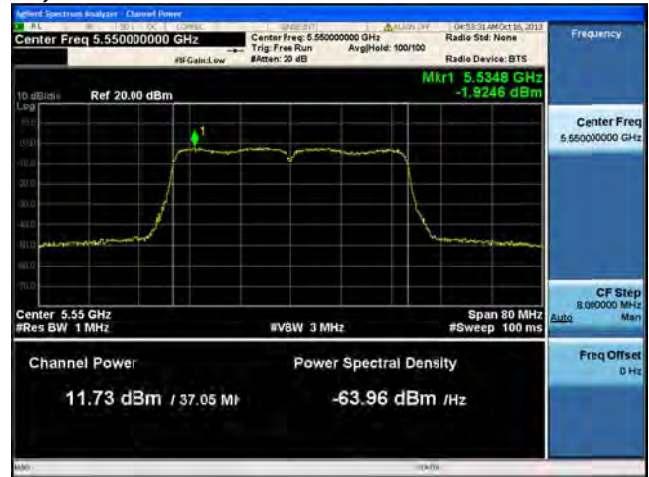 Agilent Spectrum Analyzer - Channel Power
Center Freq 5.550000000 GHz
#IFGain:Low
Center Freq: 5.550000000 GHz
Trig: Free Run Avg|Hold: 100/100
#Atten: 20 dB
04:53:31 AM Oct 16, 2013
Radio Std: None
Radio Device: BTS
Frequency
Mkr1 5.5348 GHz
-1.9246 dBm
10 dB/div Ref 20.00 dBm
Log
1
Center Freq
5.550000000 GHz
Center 5.55 GHz
#Res BW 1 MHz
#VBW 3 MHz
Span 80 MHz
#Sweep 100 ms
CF Step
8.000000 MHz
Auto Man
Channel Power
Power Spectral Density
11.73 dBm / 37.05 MH
-63.96 dBm /Hz
Freq Offset
0 Hz
MSG